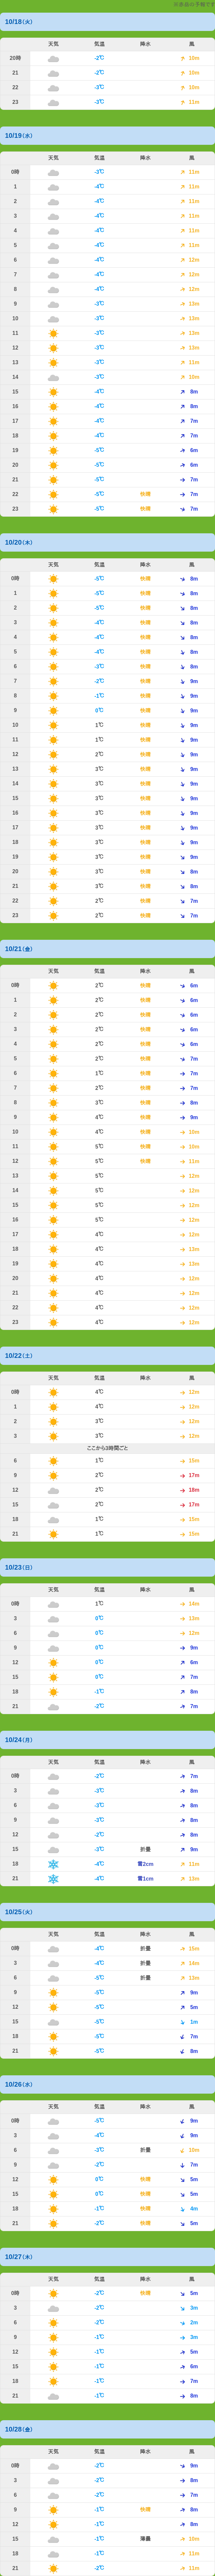 10/18(火)
天気 気温 降水 風
20時 -2℃ 10m
21 -2℃ 10m
22 -3℃ 10m
23 -3℃ 11m
10/19(水)
天気 気温 降水 風
0時 -3℃ 11m
1 -4℃ 11m
2 -4℃ 11m
3 -4℃ 11m
4 -4℃ 11m
5 -4℃ 11m
6 -4℃ 12m
7 -4℃ 12m
8 -4℃ 12m
9 -3℃ 13m
10 -3℃ 13m
11 -3℃ 13m
12 -3℃ 13m
13 -3℃ 11m
14 -3℃ 10m
15 -4℃ 8m
16 -4℃ 8m
17 -4℃ 7m
18 -4℃ 7m
19 -5℃ 6m
20 -5℃ 6m
21 -5℃ 7m
22 -5℃ 快晴 7m
23 -5℃ 快晴 7m
10/20(木)
天気 気温 降水 風
0時 -5℃ 快晴 8m
1 -5℃ 快晴 8m
2 -5℃ 快晴 8m
3 -4℃ 快晴 8m
4 -4℃ 快晴 8m
5 -4℃ 快晴 8m
6 -3℃ 快晴 8m
7 -2℃ 快晴 9m
8 -1℃ 快晴 9m
9 0℃ 快晴 9m
10 1℃ 快晴 9m
11 1℃ 快晴 9m
12 2℃ 快晴 9m
13 3℃ 快晴 9m
14 3℃ 快晴 9m
15 3℃ 快晴 9m
16 3℃ 快晴 9m
17 3℃ 快晴 9m
18 3℃ 快晴 9m
19 3℃ 快晴 8m
20 3℃ 快晴 8m
21 3℃ 快晴 8m
22 2℃ 快晴 7m
23 2℃ 快晴 7m
10/21(金)
天気 気温 降水 風
0時 2℃ 快晴 6m
1 2℃ 快晴 6m
2 2℃ 快晴 6m
3 2℃ 快晴 6m
4 2℃ 快晴 6m
5 2℃ 快晴 7m
6 1℃ 快晴 7m
7 2℃ 快晴 7m
8 3℃ 快晴 8m
9 4℃ 快晴 9m
10 4℃ 快晴 10m
11 5℃ 快晴 10m
12 5℃ 快晴 11m
13 5℃ 12m
14 5℃ 12m
15 5℃ 12m
16 5℃ 12m
17 4℃ 12m
18 4℃ 13m
19 4℃ 13m
20 4℃ 12m
21 4℃ 12m
22 4℃ 12m
23 4℃ 12m
10/22(土)
天気 気温 降水 風
0時 4℃ 12m
1 4℃ 12m
2 3℃ 12m
3 3℃ 12m
ここから3時間ごと
6 1℃ 15m
9 2℃ 17m
12 2℃ 18m
15 2℃ 17m
18 1℃ 15m
21 1℃ 15m
10/23(日)
天気 気温 降水 風
0時 1℃ 14m
3 0℃ 13m
6 0℃ 12m
9 0℃ 9m
12 0℃ 6m
15 0℃ 7m
18 -1℃ 8m
21 -2℃ 7m
10/24(月)
天気 気温 降水 風
0時 -2℃ 7m
3 -3℃ 8m
6 -3℃ 8m
9 -3℃ 8m
12 -2℃ 8m
15 -3℃ 折曇 9m
18 -4℃ 雪2cm 11m
21 -4℃ 雪1cm 13m
10/25(火)
天気 気温 降水 風
0時 -4℃ 折曇 15m
3 -4℃ 折曇 14m
6 -5℃ 折曇 13m
9 -5℃ 9m
12 -5℃ 5m
15 -5℃ 1m
18 -5℃ 7m
21 -5℃ 8m
10/26(水)
天気 気温 降水 風
0時 -5℃ 9m
3 -4℃ 9m
6 -3℃ 折曇 10m
9 -2℃ 7m
12 0℃ 快晴 5m
15 0℃ 快晴 5m
18 -1℃ 快晴 4m
21 -2℃ 快晴 5m
10/27(木)
天気 気温 降水 風
0時 -2℃ 快晴 5m
3 -2℃ 3m
6 -2℃ 2m
9 -1℃ 3m
12 -1℃ 5m
15 -1℃ 6m
18 -1℃ 7m
21 -1℃ 8m
10/28(金)
天気 気温 降水 風
0時 -2℃ 9m
3 -2℃ 8m
6 -2℃ 7m
9 -1℃ 快晴 8m
12 -1℃ 8m
15 -1℃ 薄曇 10m
18 -1℃ 11m
21 -2℃ 11m